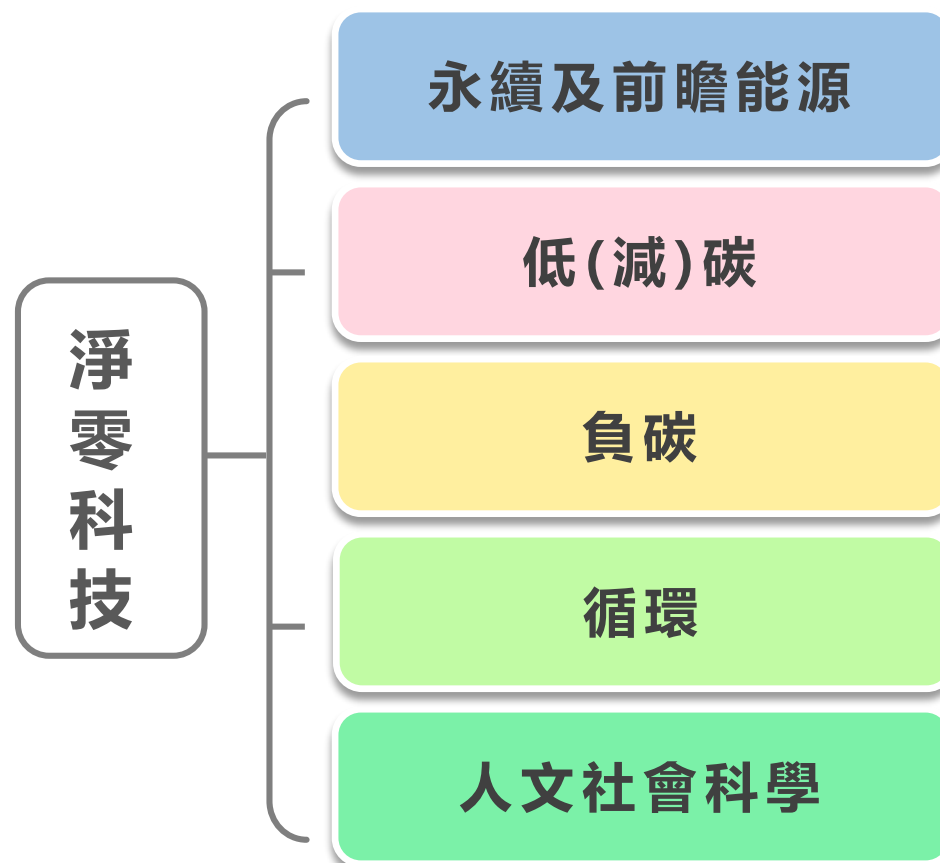 淨零科技
永續及前瞻能源
低(減)碳
負碳
循環
人文社會科學